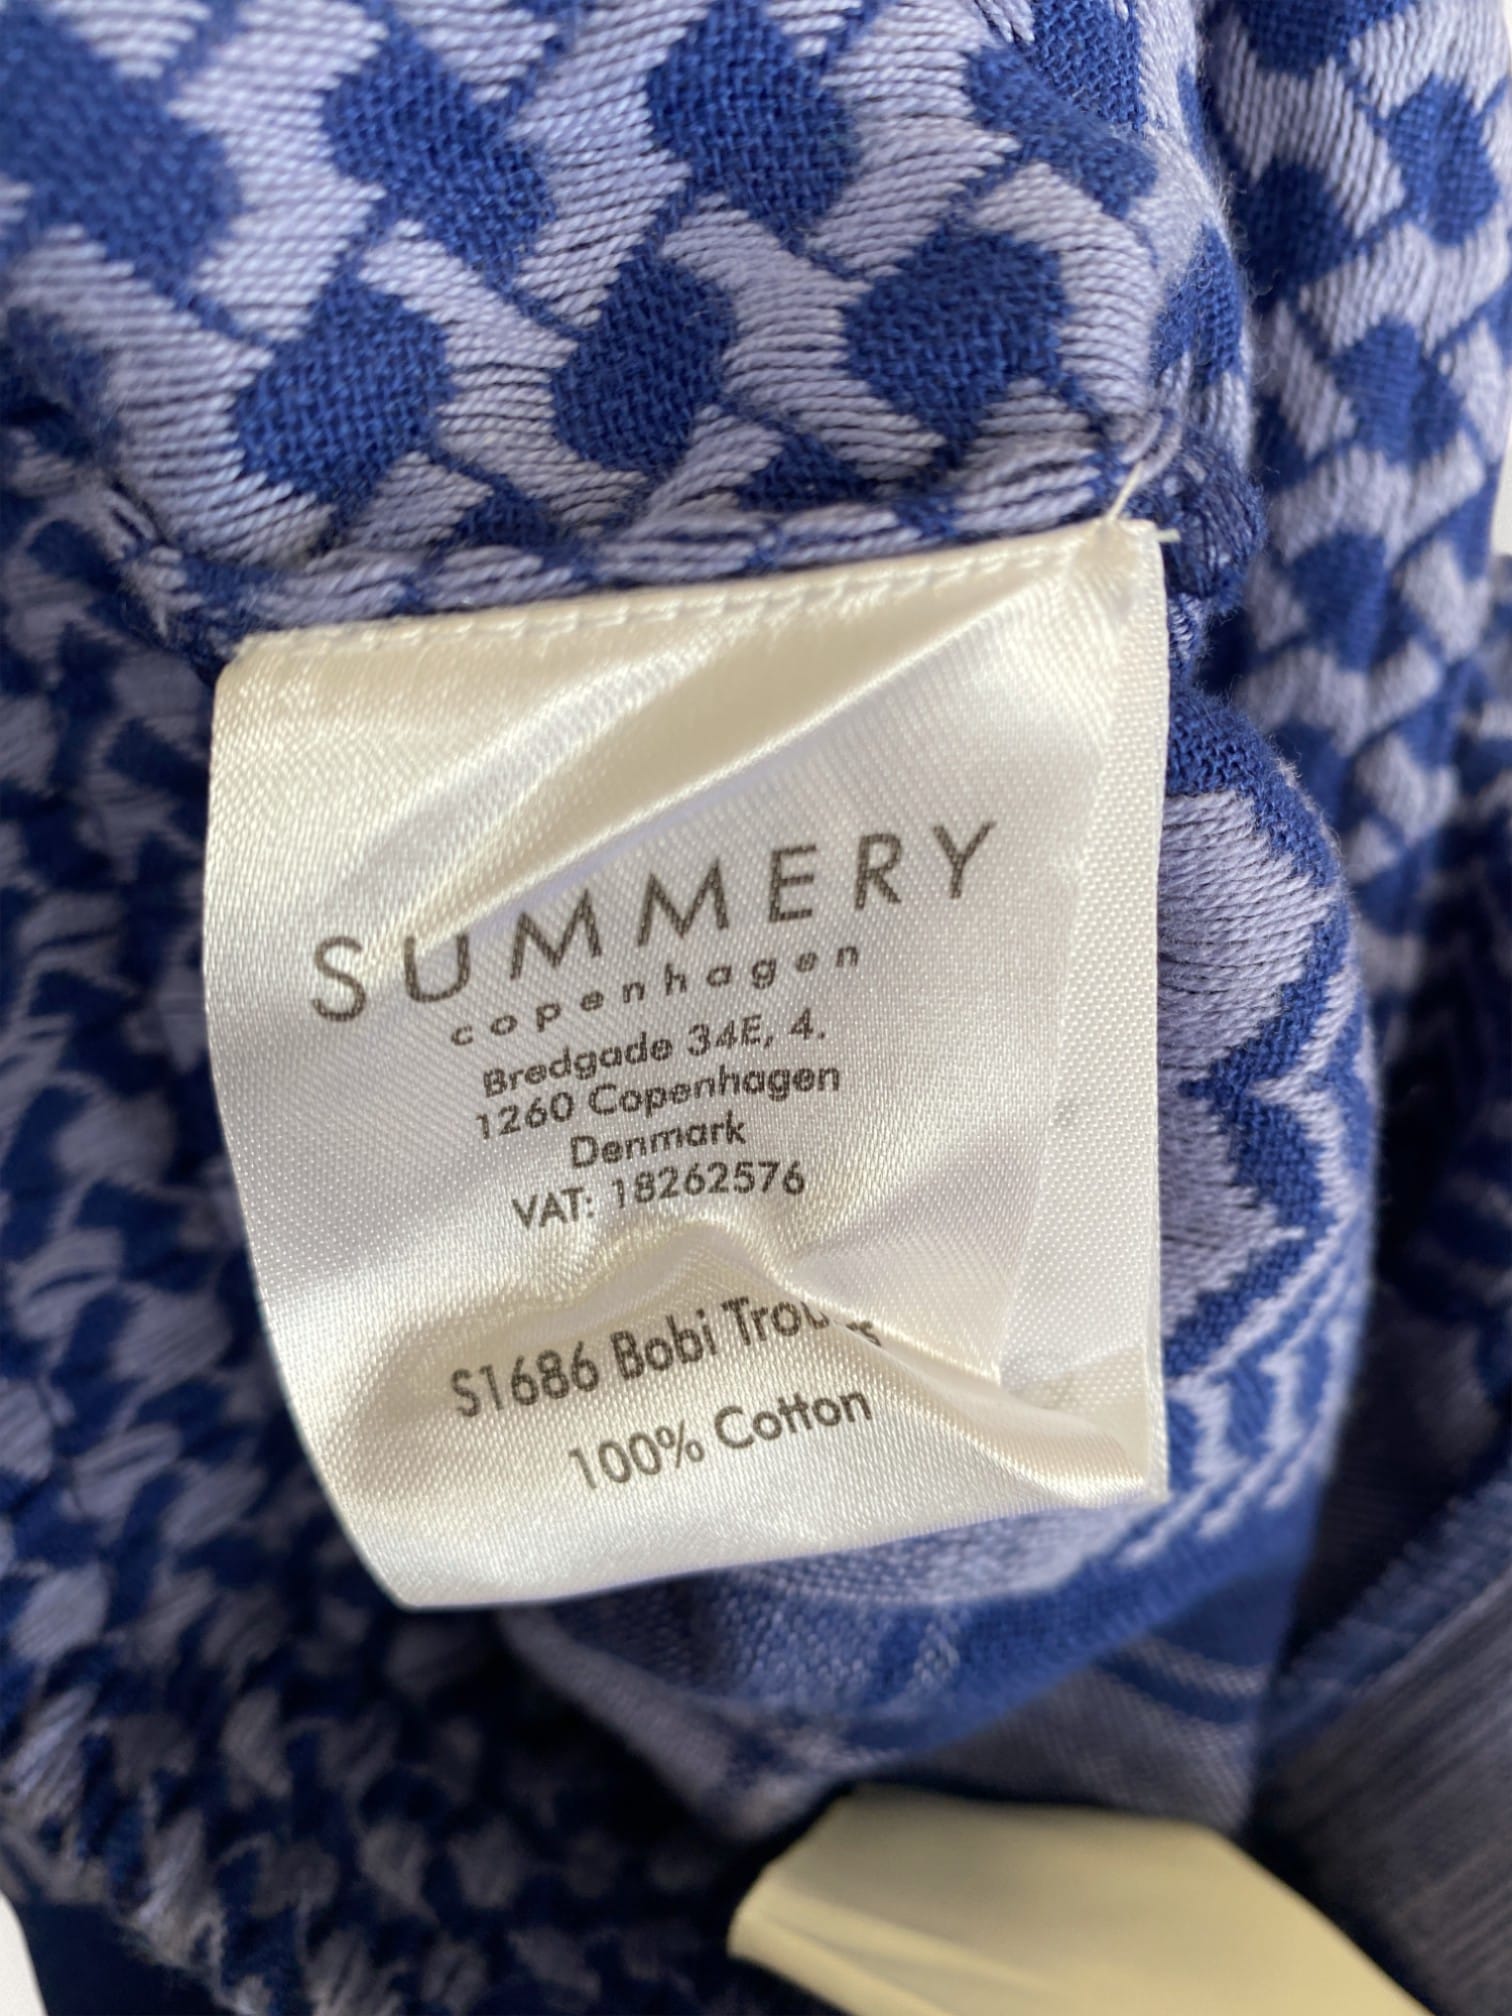 SUMMERY
copenhagen
Bredgade 34E, 4.
1260 Copenhagen
Denmark
VAT: 18262576
S1686 Bobi
100% Cotton